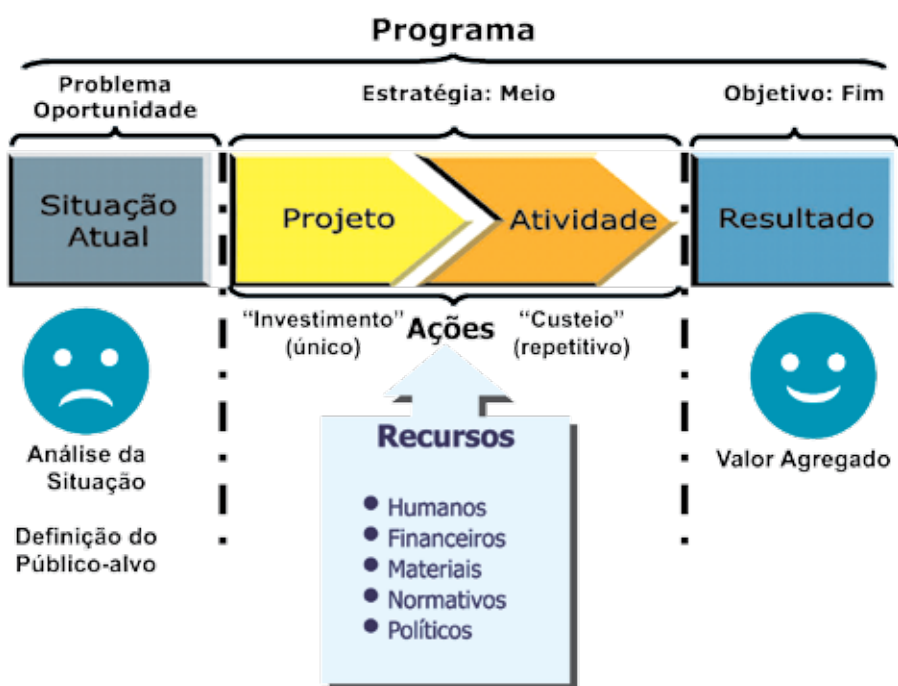 Programa
Problema
Oportunidade
Estratégia: Meio
Objetivo: Fim
Situação
Atual
Projeto
Atividade
Resultado
“Investimento”
(único)
Ações
“Custeio”
(repetitivo)
Análise da
Situação
Definição do
Público-alvo
Recursos
• Humanos
• Financeiros
• Materiais
• Normativos
• Políticos
Valor Agregado